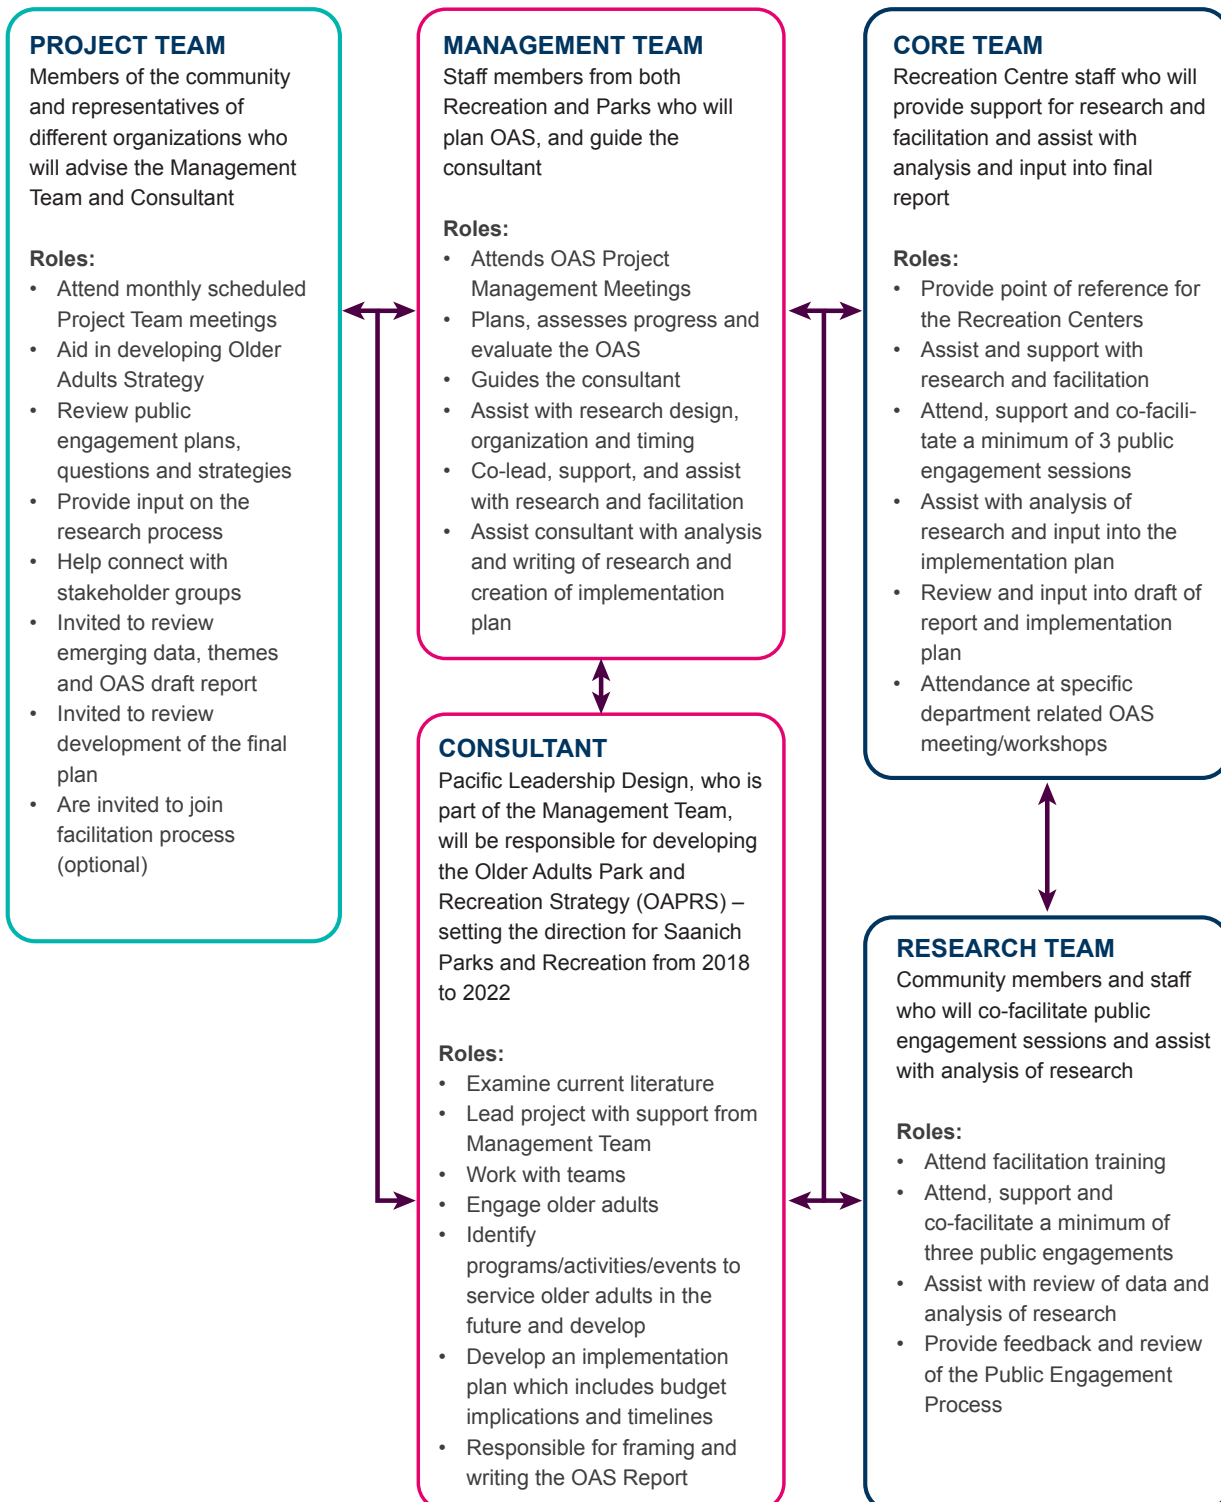 PROJECT TEAM
Members of the community
and representatives of
different organizations who
will advise the Management
Team and Consultant
Roles:
• Attend monthly scheduled
Project Team meetings
• Aid in developing Older
Adults Strategy
• Review public
engagement plans,
questions and strategies
• Provide input on the
research process
• Help connect with
stakeholder groups
• Invited to review
emerging data, themes
and OAS draft report
• Invited to review
development of the final
plan
• Are invited to join
facilitation process
(optional)
MANAGEMENT TEAM
Staff members from both
Recreation and Parks who will
plan OAS, and guide the
consultant
Roles:
• Attends OAS Project
Management Meetings
• Plans, assesses progress and
evaluate the OAS
• Guides the consultant
• Assist with research design,
organization and timing
• Co-lead, support, and assist
with research and facilitation
• Assist consultant with analysis
and writing of research and
creation of implementation
plan
CONSULTANT
Pacific Leadership Design, who is
part of the Management Team,
will be responsible for developing
the Older Adults Park and
Recreation Strategy (OAPRS) –
setting the direction for Saanich
Parks and Recreation from 2018
to 2022
Roles:
• Examine current literature
• Lead project with support from
Management Team
• Work with teams
• Engage older adults
• Identify
programs/activities/events to
service older adults in the
future and develop
• Develop an implementation
plan which includes budget
implications and timelines
• Responsible for framing and
writing the OAS Report
CORE TEAM
Recreation Centre staff who will
provide support for research and
facilitation and assist with
analysis and input into final
report
Roles:
• Provide point of reference for
the Recreation Centers
• Assist and support with
research and facilitation
• Attend, support and co-facili-
tate a minimum of 3 public
engagement sessions
• Assist with analysis of
research and input into the
implementation plan
• Review and input into draft of
report and implementation
plan
• Attendance at specific
department related OAS
meeting/workshops
RESEARCH TEAM
Community members and staff
who will co-facilitate public
engagement sessions and assist
with analysis of research
Roles:
• Attend facilitation training
• Attend, support and
co-facilitate a minimum of
three public engagements
• Assist with review of data and
analysis of research
• Provide feedback and review
of the Public Engagement
Process